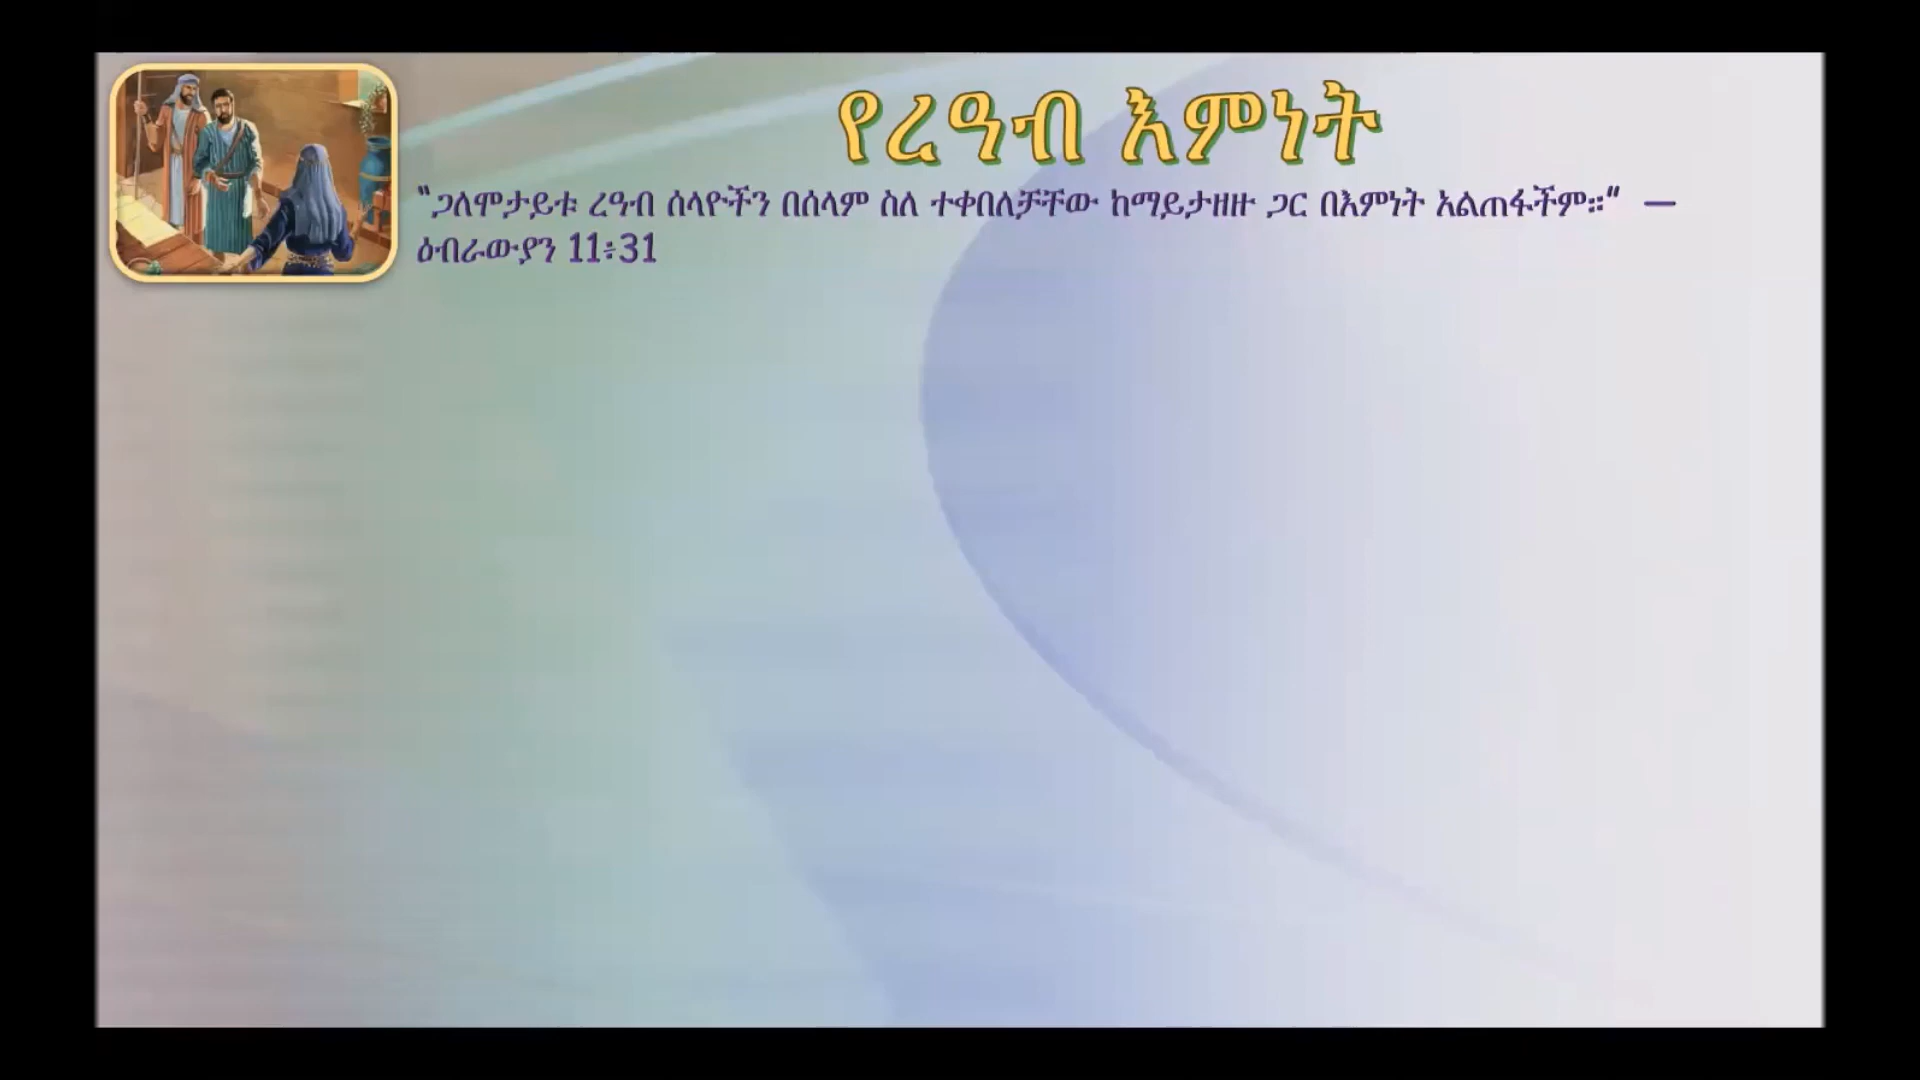 የረዓብ እምነት
“ጋለሞታይቱ ረዓብ ሰላዮችን በሰላም ስለ ተቀበለቻቸው ከማይታዘዙ ጋር በእምነት አልጠፋችም።” —
ዕብራውያን 11፥31